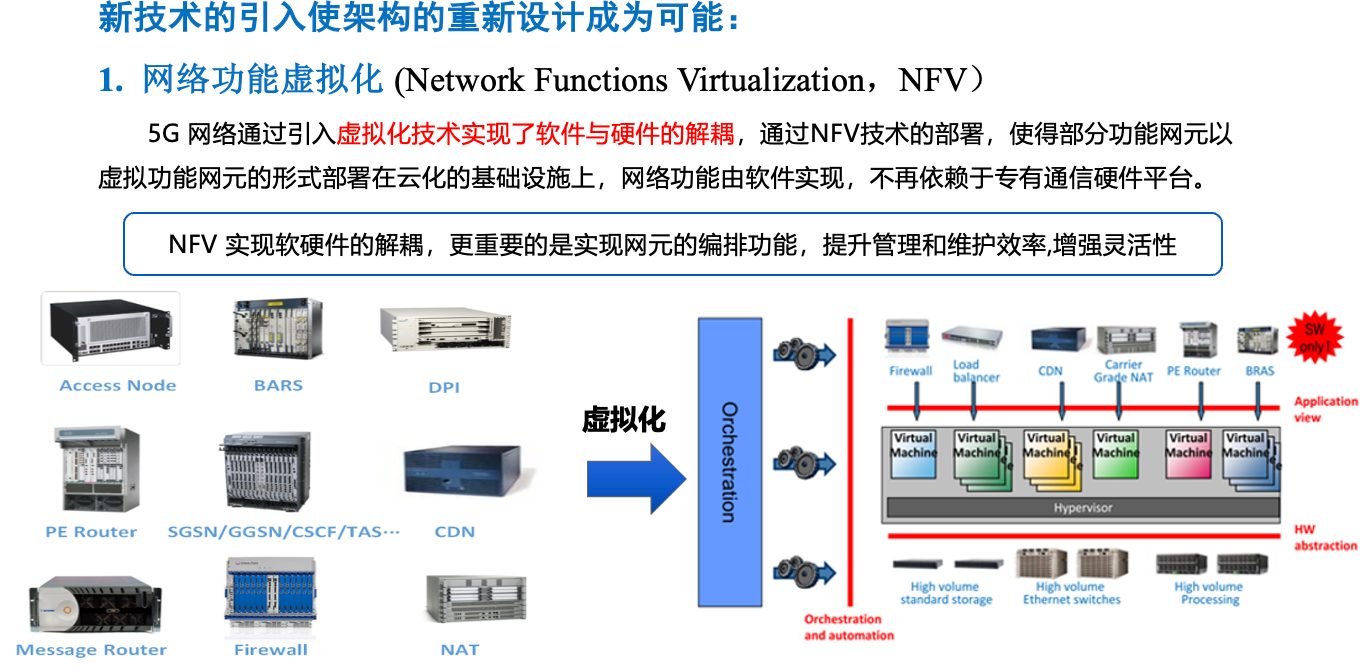 新技术的引入使架构的重新设计成为可能：
1. 网络功能虚拟化 (Network Functions Virtualization，NFV）
5G 网络通过引入虚拟化技术实现了软件与硬件的解耦，通过NFV技术的部署，使得部分功能网元以
虚拟功能网元的形式部署在云化的基础设施上，网络功能由软件实现，不再依赖于专有通信硬件平台。
NFV 实现软硬件的解耦，更重要的是实现网元的编排功能，提升管理和维护效率,增强灵活性
Access Node
BARS
DPI
PE Router
SGSN/GGSN/CSCF/TAS…
CDN
Message Router
Firewall
NAT
虚拟化
Orchestration
Orchestration
and automation
SW
only!
Firewall
Load
balancer
CDN
Carrier
Grade NAT
PE Router
BRAS
Application
view
Virtual
Machine
Virtual
Machine
Virtual
Machine
Virtual
Machine
Virtual
Machine
Virtual
Machine
Hypervisor
HW
abstraction
High volume
standard storage
High volume
Ethernet switches
High volume
Processing